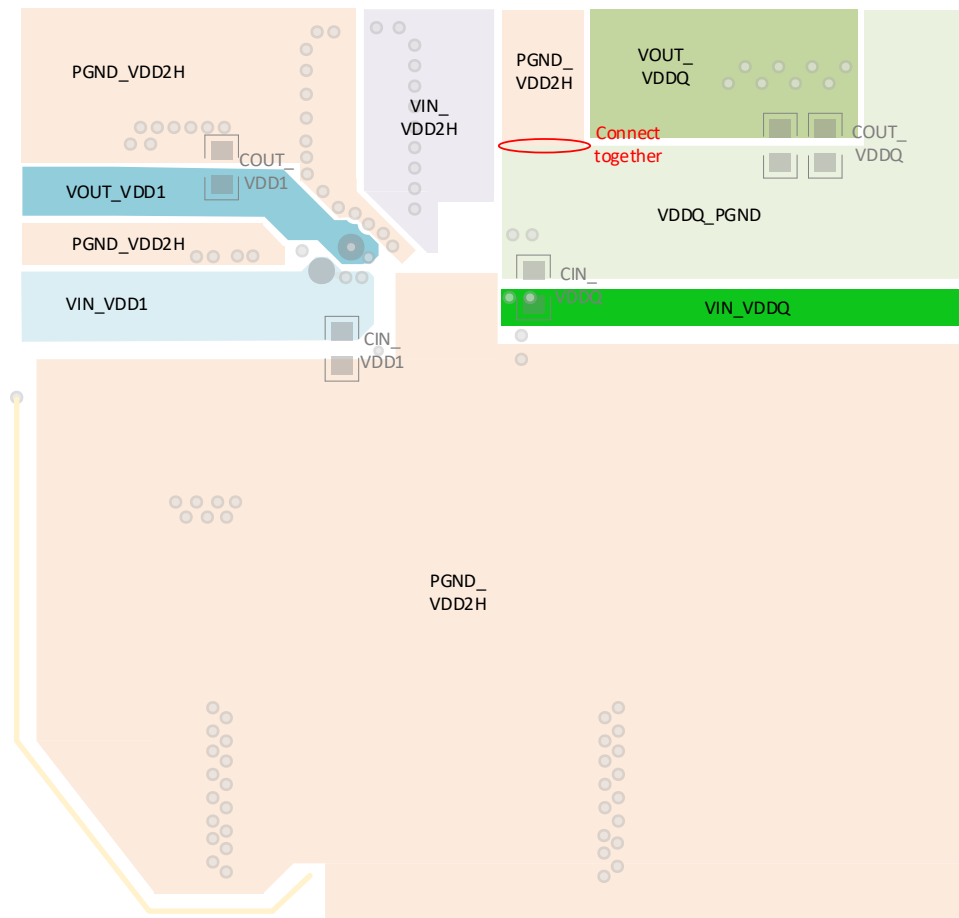 PGND_VDD2H
VIN_
VDD2H
PGND_
VDD2H
VOUT_
VDDQ
Connect
together
COUT_
VDDQ
COUT_
VDD1
VOUT_VDD1
VDDQ_PGND
PGND_VDD2H
CIN_
VDDQ
VIN_VDD1
VIN_VDDQ
CIN_
VDD1
PGND_
VDD2H